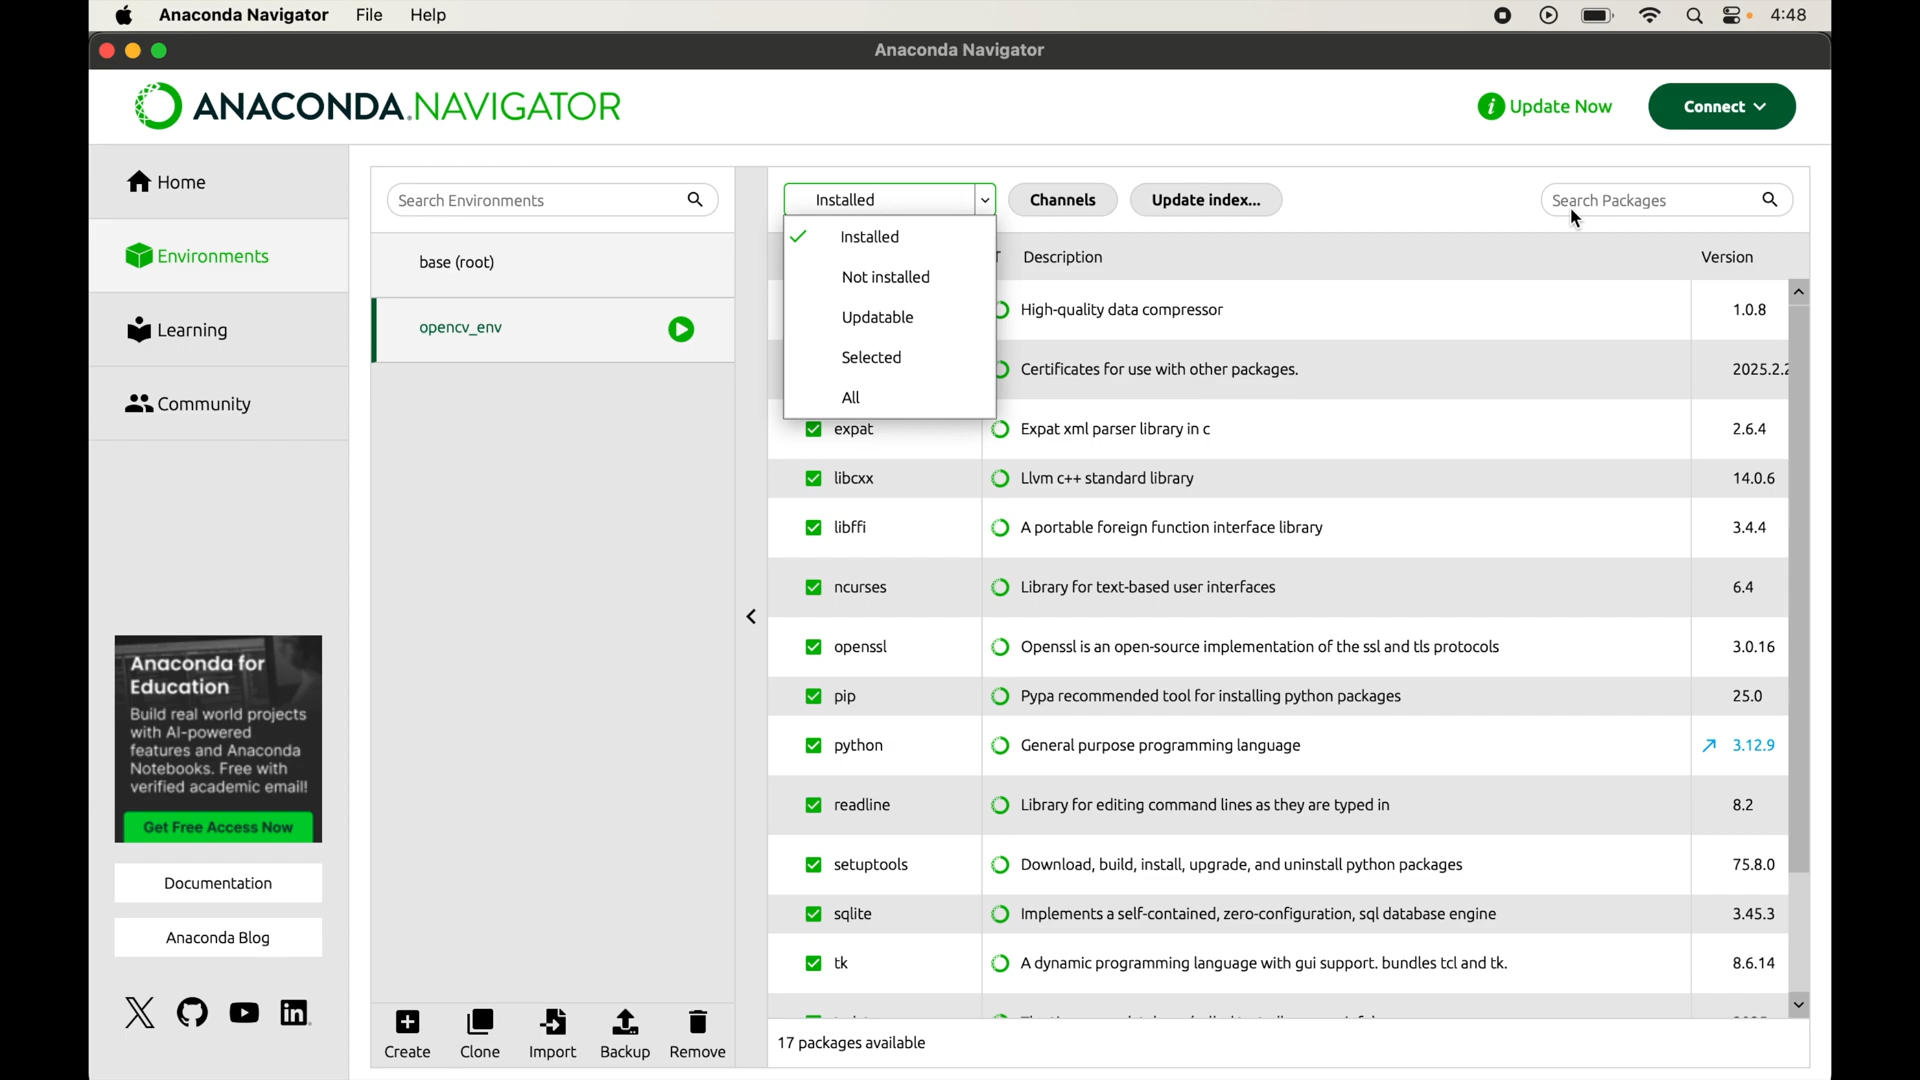 Anaconda Navigator File Help 4:48
Anaconda Navigator
ANACONDA.NAVIGATOR
Update Now
Connect
Home
Environments
Learning
Community
Anaconda for
Education
Build real world projects
with AI-powered
features and Anaconda
Notebooks. Free with
verified academic email!
Get Free Access Now
Documentation
Anaconda Blog
Search Environments
base (root)
opencv_env
Create Clone Import Backup Remove
Installed
Channels
Update index...
Search Packages
Installed
Not installed
Updatable
Selected
All
T Description Version
High-quality data compressor 1.0.8
Certificates for use with other packages. 2025.2.2
expat Expat xml parser library in c 2.6.4
libcxx Llvm c++ standard library 14.0.6
libffi A portable foreign function interface library 3.4.4
ncurses Library for text-based user interfaces 6.4
openssl Openssl is an open-source implementation of the ssl and tls protocols 3.0.16
pip Pypa recommended tool for installing python packages 25.0
python General purpose programming language 3.12.9
readline Library for editing command lines as they are typed in 8.2
setuptools Download, build, install, upgrade, and uninstall python packages 75.8.0
sqlite Implements a self-contained, zero-configuration, sql database engine 3.45.3
tk A dynamic programming language with gui support. bundles tcl and tk. 8.6.14
17 packages available